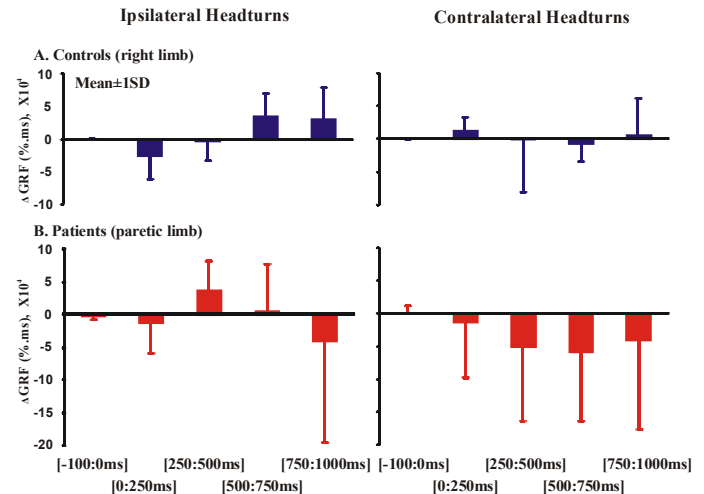 Ipsilateral Headturns
Contralateral Headturns
A. Controls (right limb)
Mean±1SD
Δ GRF (%.ms), X10⁴
10
5
0
-5
-10
B. Patients (paretic limb)
Δ GRF (%.ms), X10⁴
10
5
0
-5
-10
-15
-20
[-100:0ms] [250:500ms] [750:1000ms] [-100:0ms] [250:500ms] [750:1000ms]
[0:250ms] [500:750ms] [0:250ms] [500:750ms]